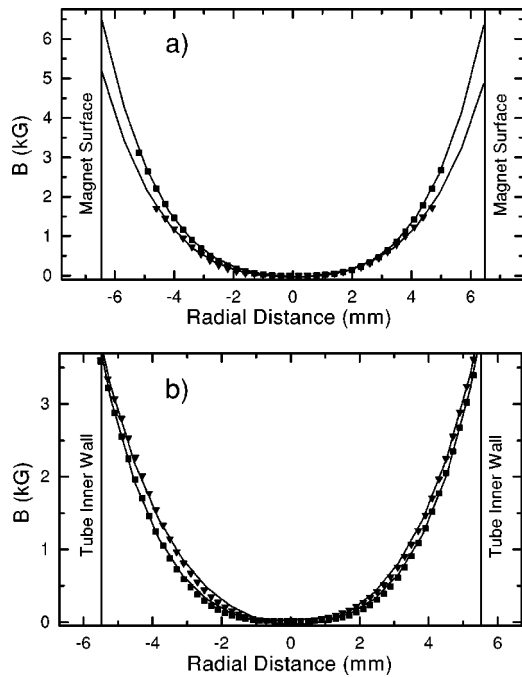 a)
6
5
4
3
2
1
0
B (kG)
Magnet Surface
Magnet Surface
-6 -4 -2 0 2 4 6
Radial Distance (mm)
b)
3
2
1
0
B (kG)
Tube Inner Wall
Tube Inner Wall
-6 -4 -2 0 2 4 6
Radial Distance (mm)